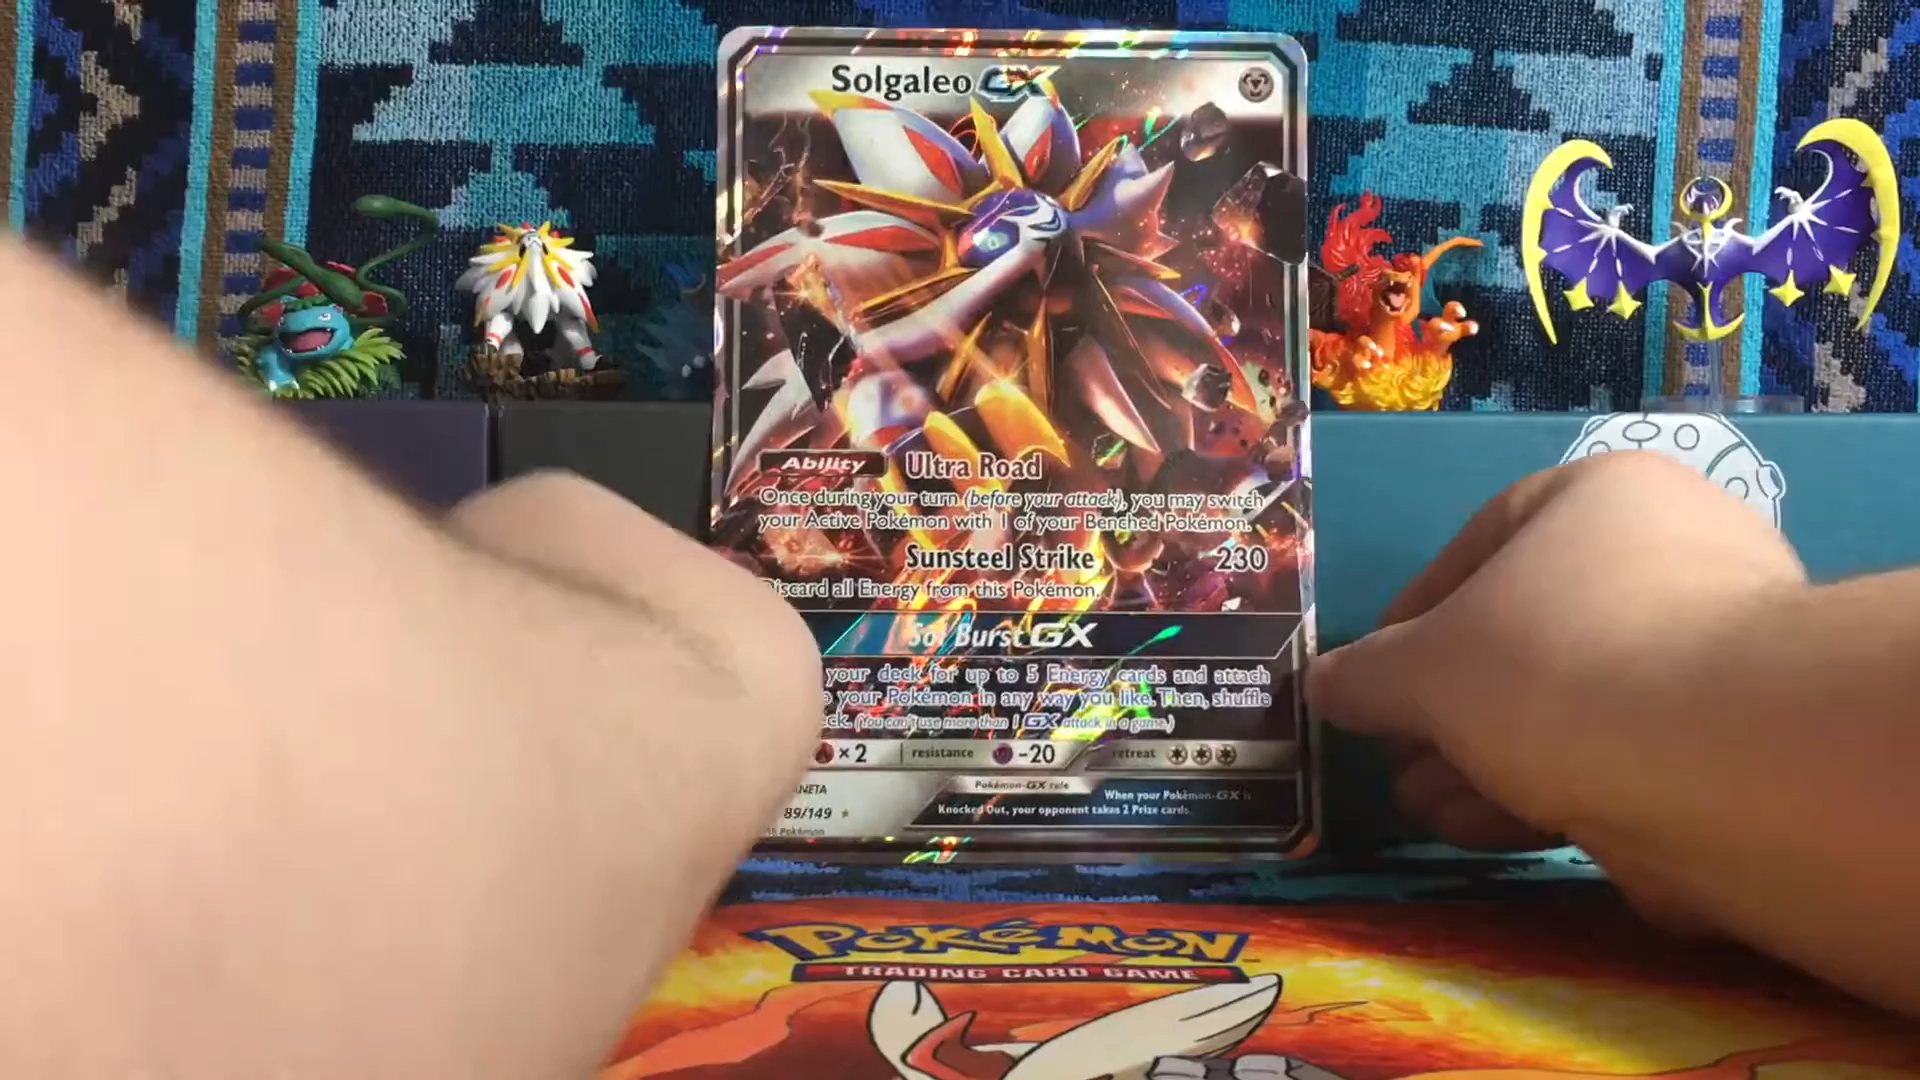 Solgaleo GX
Ability Ultra Road
Once during your turn (before your attack), you may switch
your Active Pokémon with 1 of your Benched Pokémon.
Sunsteel Strike 230
Discard all Energy from this Pokémon.
Sol Burst GX
your deck for up to 5 Energy cards and attach
your Pokémon in any way you like. Then, shuffle
(You can't use more than 1 GX attack in a game.)
×2 resistance -20 retreat
Pokémon-GX rule When your Pokémon-GX is
Knocked Out, your opponent takes 2 Prize cards.
89/149
Pokémon
POKéMON
TRADING CARD GAME